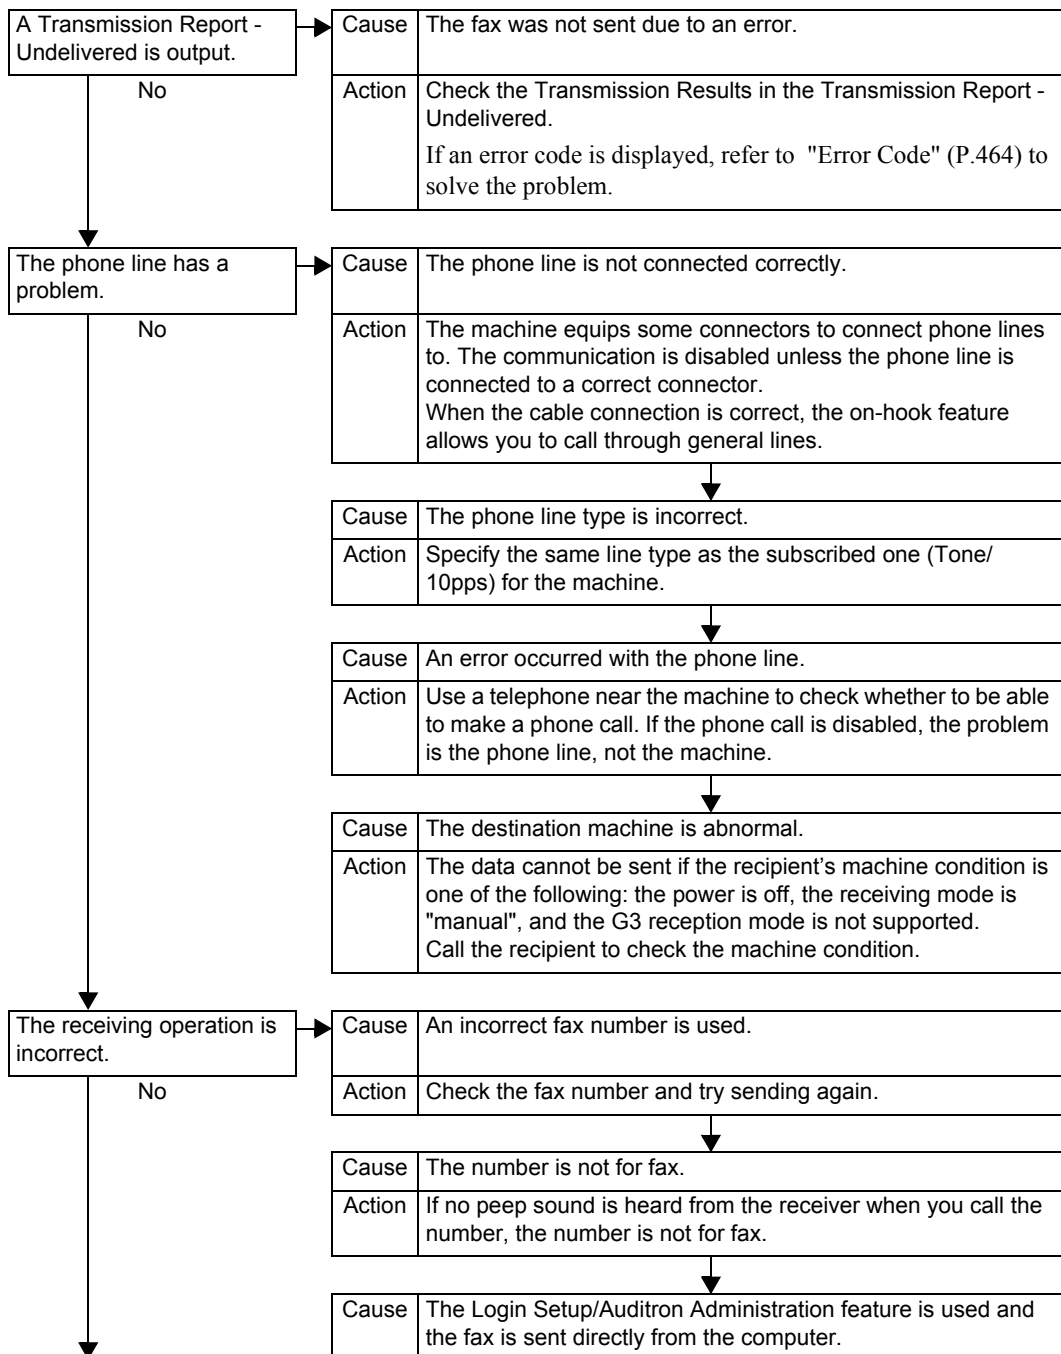 A Transmission Report -
Undelivered is output.
No
Cause
The fax was not sent due to an error.
Action
Check the Transmission Results in the Transmission Report -
Undelivered.
If an error code is displayed, refer to "Error Code" (P.464) to
solve the problem.
The phone line has a
problem.
No
Cause
The phone line is not connected correctly.
Action
The machine equips some connectors to connect phone lines
to. The communication is disabled unless the phone line is
connected to a correct connector.
When the cable connection is correct, the on-hook feature
allows you to call through general lines.
Cause
The phone line type is incorrect.
Action
Specify the same line type as the subscribed one (Tone/
10pps) for the machine.
Cause
An error occurred with the phone line.
Action
Use a telephone near the machine to check whether to be able
to make a phone call. If the phone call is disabled, the problem
is the phone line, not the machine.
Cause
The destination machine is abnormal.
Action
The data cannot be sent if the recipient’s machine condition is
one of the following: the power is off, the receiving mode is
"manual", and the G3 reception mode is not supported.
Call the recipient to check the machine condition.
The receiving operation is
incorrect.
No
Cause
An incorrect fax number is used.
Action
Check the fax number and try sending again.
Cause
The number is not for fax.
Action
If no peep sound is heard from the receiver when you call the
number, the number is not for fax.
Cause
The Login Setup/Auditron Administration feature is used and
the fax is sent directly from the computer.